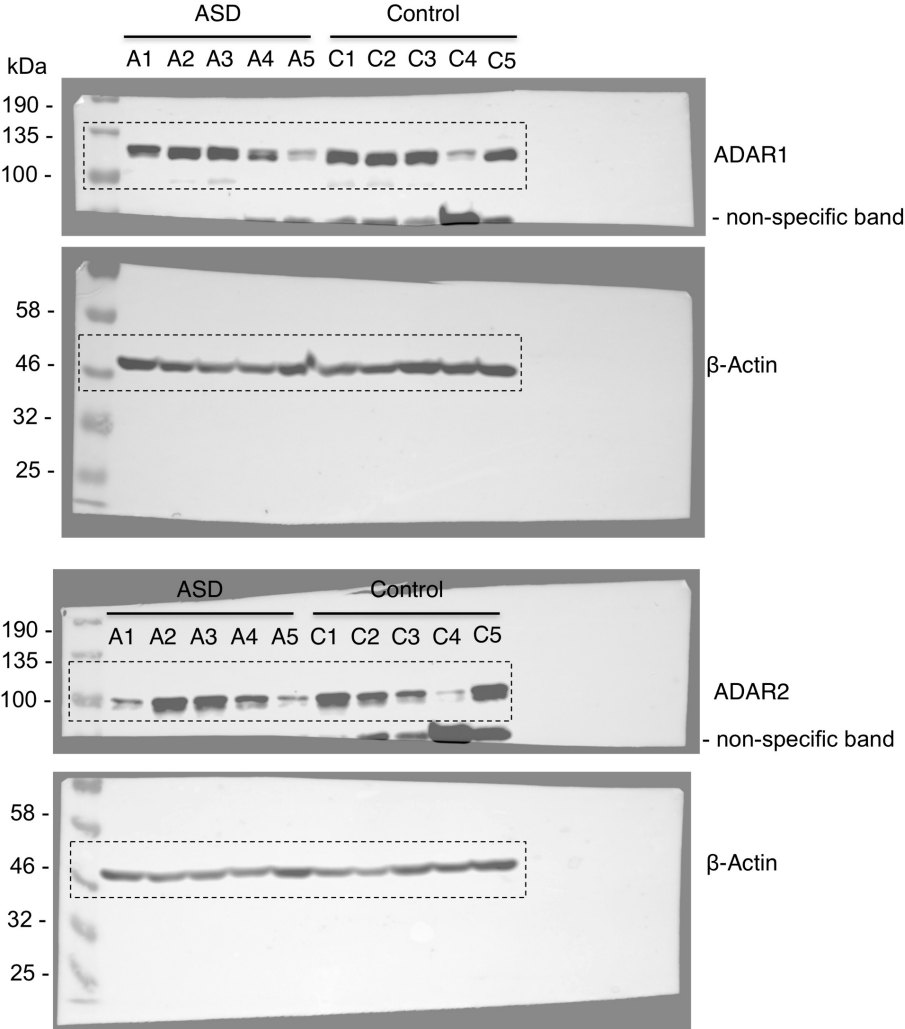 ASD Control
A1 A2 A3 A4 A5 C1 C2 C3 C4 C5
kDa
190 -
135 -
100 -
ADAR1
- non-specific band
58 -
46 -
32 -
25 -
β-Actin
ASD Control
A1 A2 A3 A4 A5 C1 C2 C3 C4 C5
190 -
135 -
100 -
ADAR2
- non-specific band
58 -
46 -
32 -
25 -
β-Actin